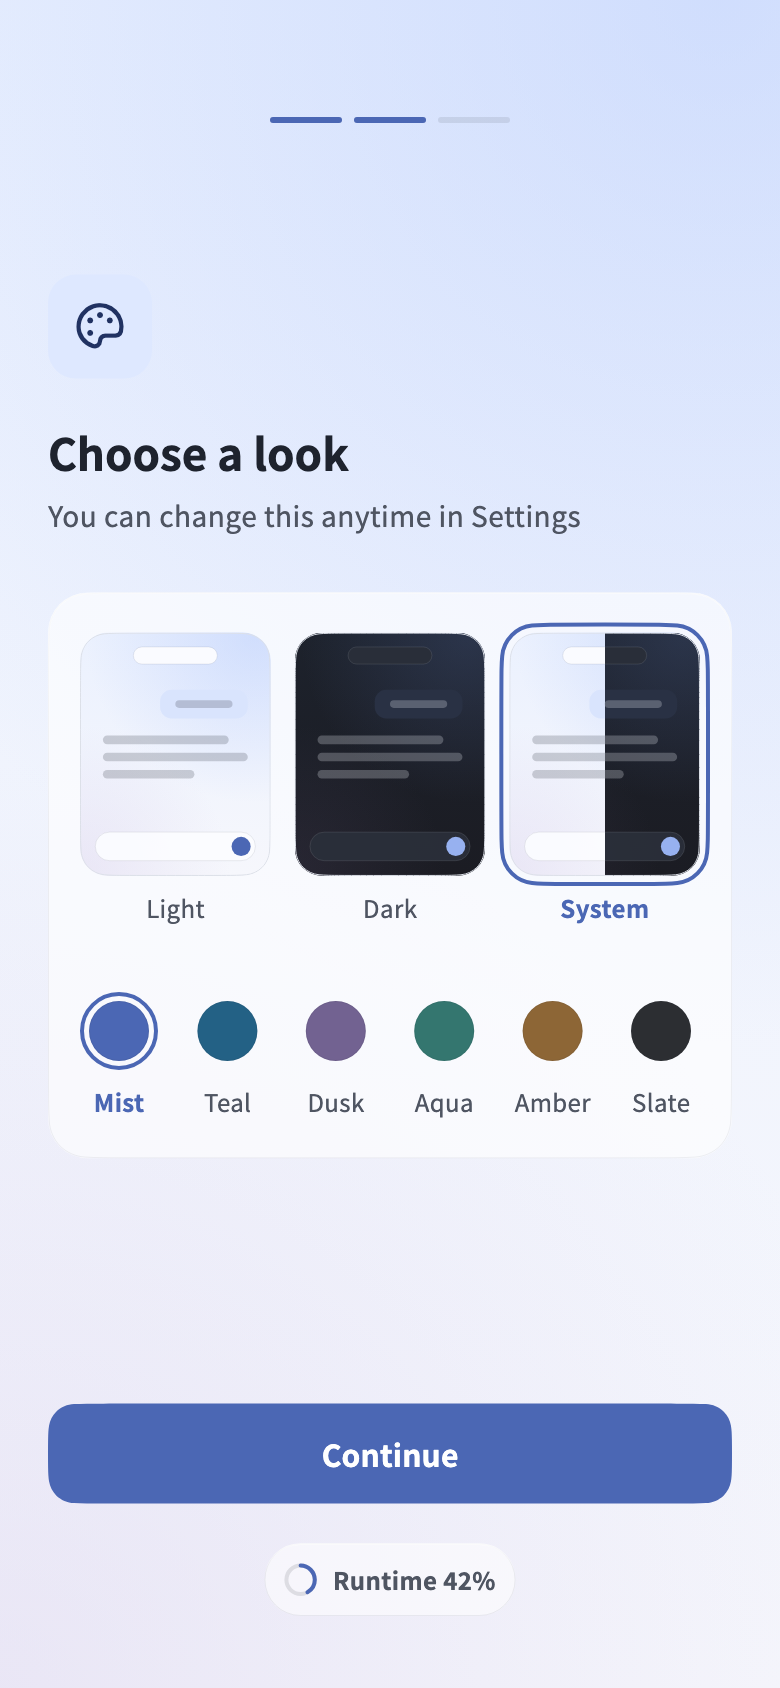 Choose a look
You can change this anytime in Settings
Light
Dark
System
Mist
Teal
Dusk
Aqua
Amber
Slate
Continue
Runtime 42%